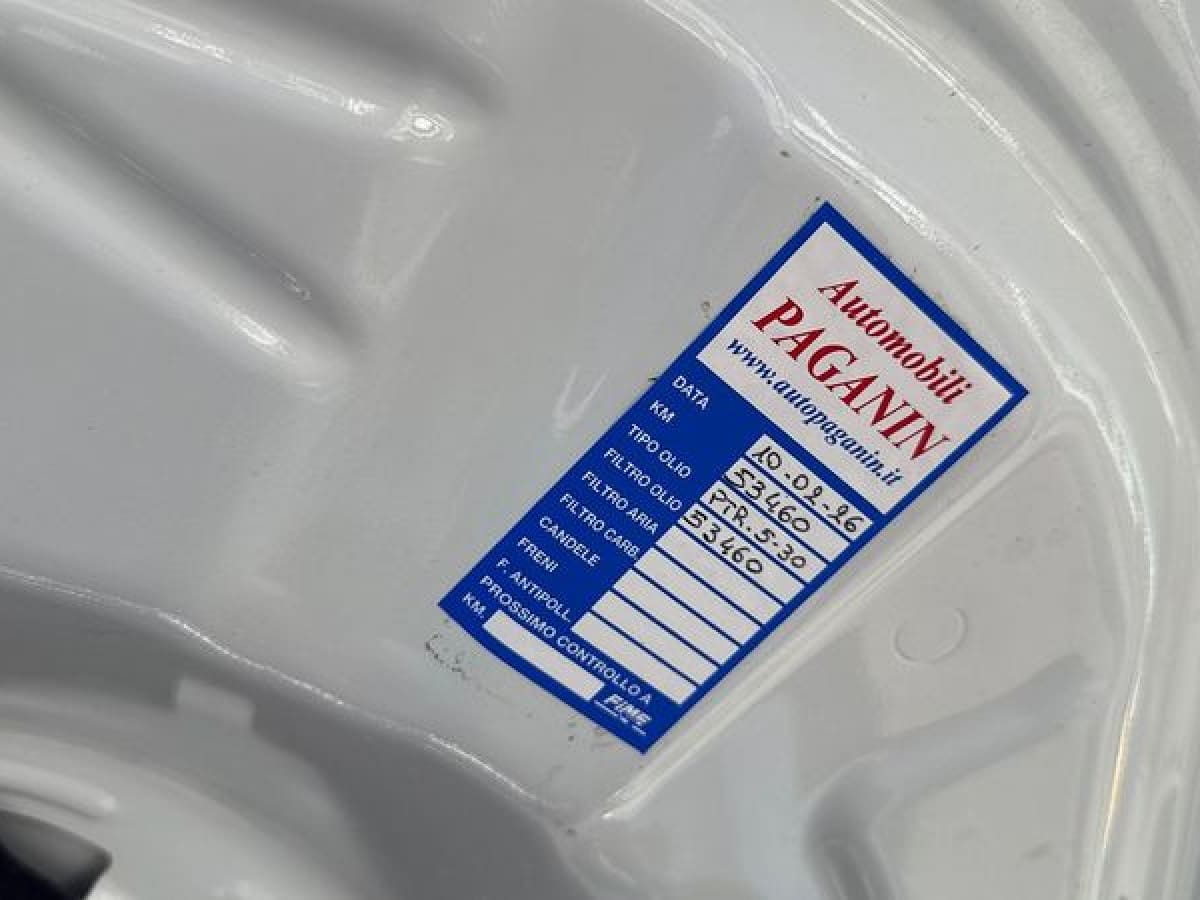 Automobili
PAGANIN
www.autopaganin.it
DATA 10-02-26
KM 53460
TIPO OLIO PTR.5-30
FILTRO OLIO 53460
FILTRO ARIA
FILTRO CARB.
CANDELE
FRENI
F. ANTIPOLL.
PROSSIMO CONTROLLO A
KM.
FIMS